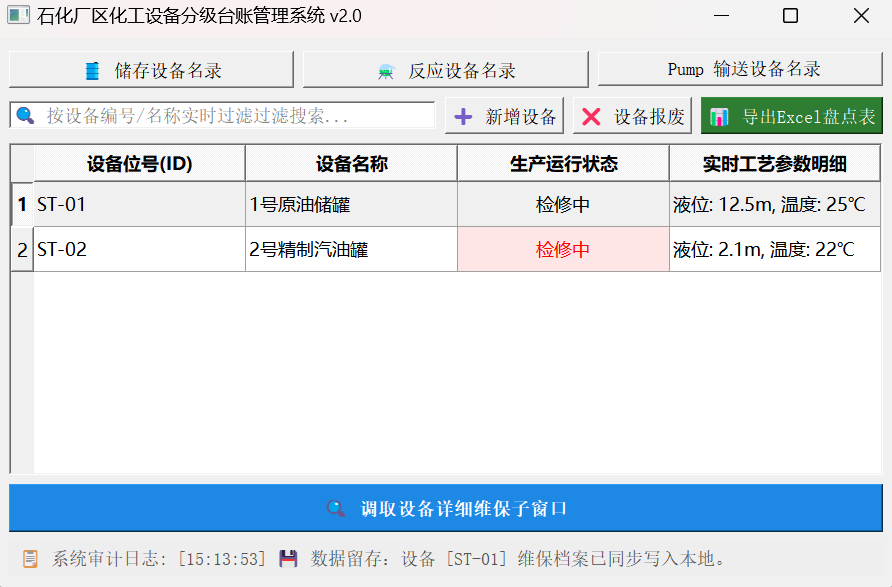 石化厂区化工设备分级台账管理系统 v2.0
储存设备名录 反应设备名录 Pump 输送设备名录
按设备编号/名称实时过滤过滤搜索... 新增设备 设备报废 导出Excel盘点表
设备位号(ID) 设备名称 生产运行状态 实时工艺参数明细
1 ST-01 1号原油储罐 检修中 液位: 12.5m, 温度: 25℃
2 ST-02 2号精制汽油罐 检修中 液位: 2.1m, 温度: 22℃
调取设备详细维保子窗口
系统审计日志: [15:13:53] 数据留存: 设备 [ST-01] 维保档案已同步写入本地。